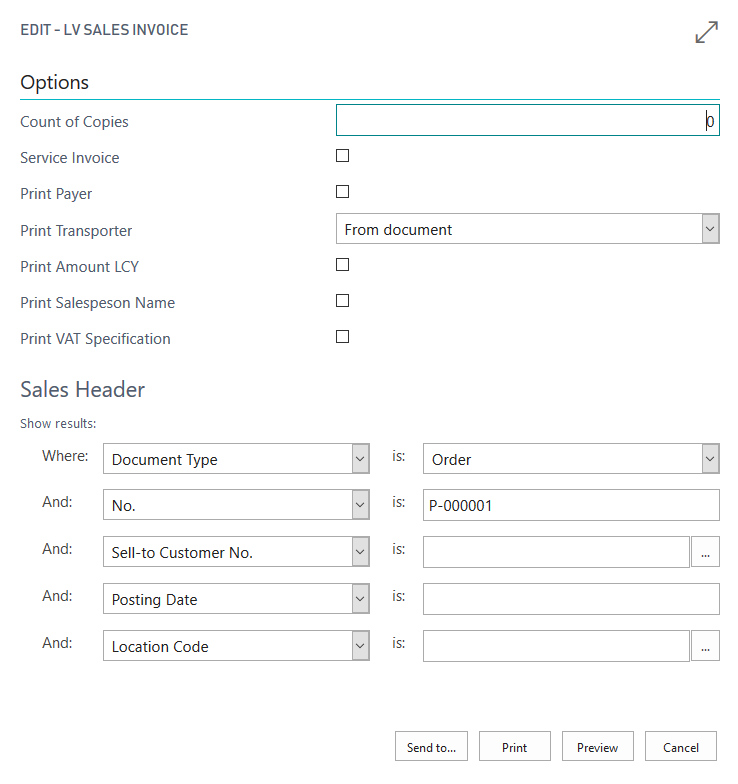 EDIT - LV SALES INVOICE
Options
Count of Copies 0
Service Invoice
Print Payer
Print Transporter From document
Print Amount LCY
Print Salespeson Name
Print VAT Specification
Sales Header
Show results:
Where: Document Type is: Order
And: No. is: P-000001
And: Sell-to Customer No. is: ...
And: Posting Date is:
And: Location Code is: ...
Send to... Print Preview Cancel